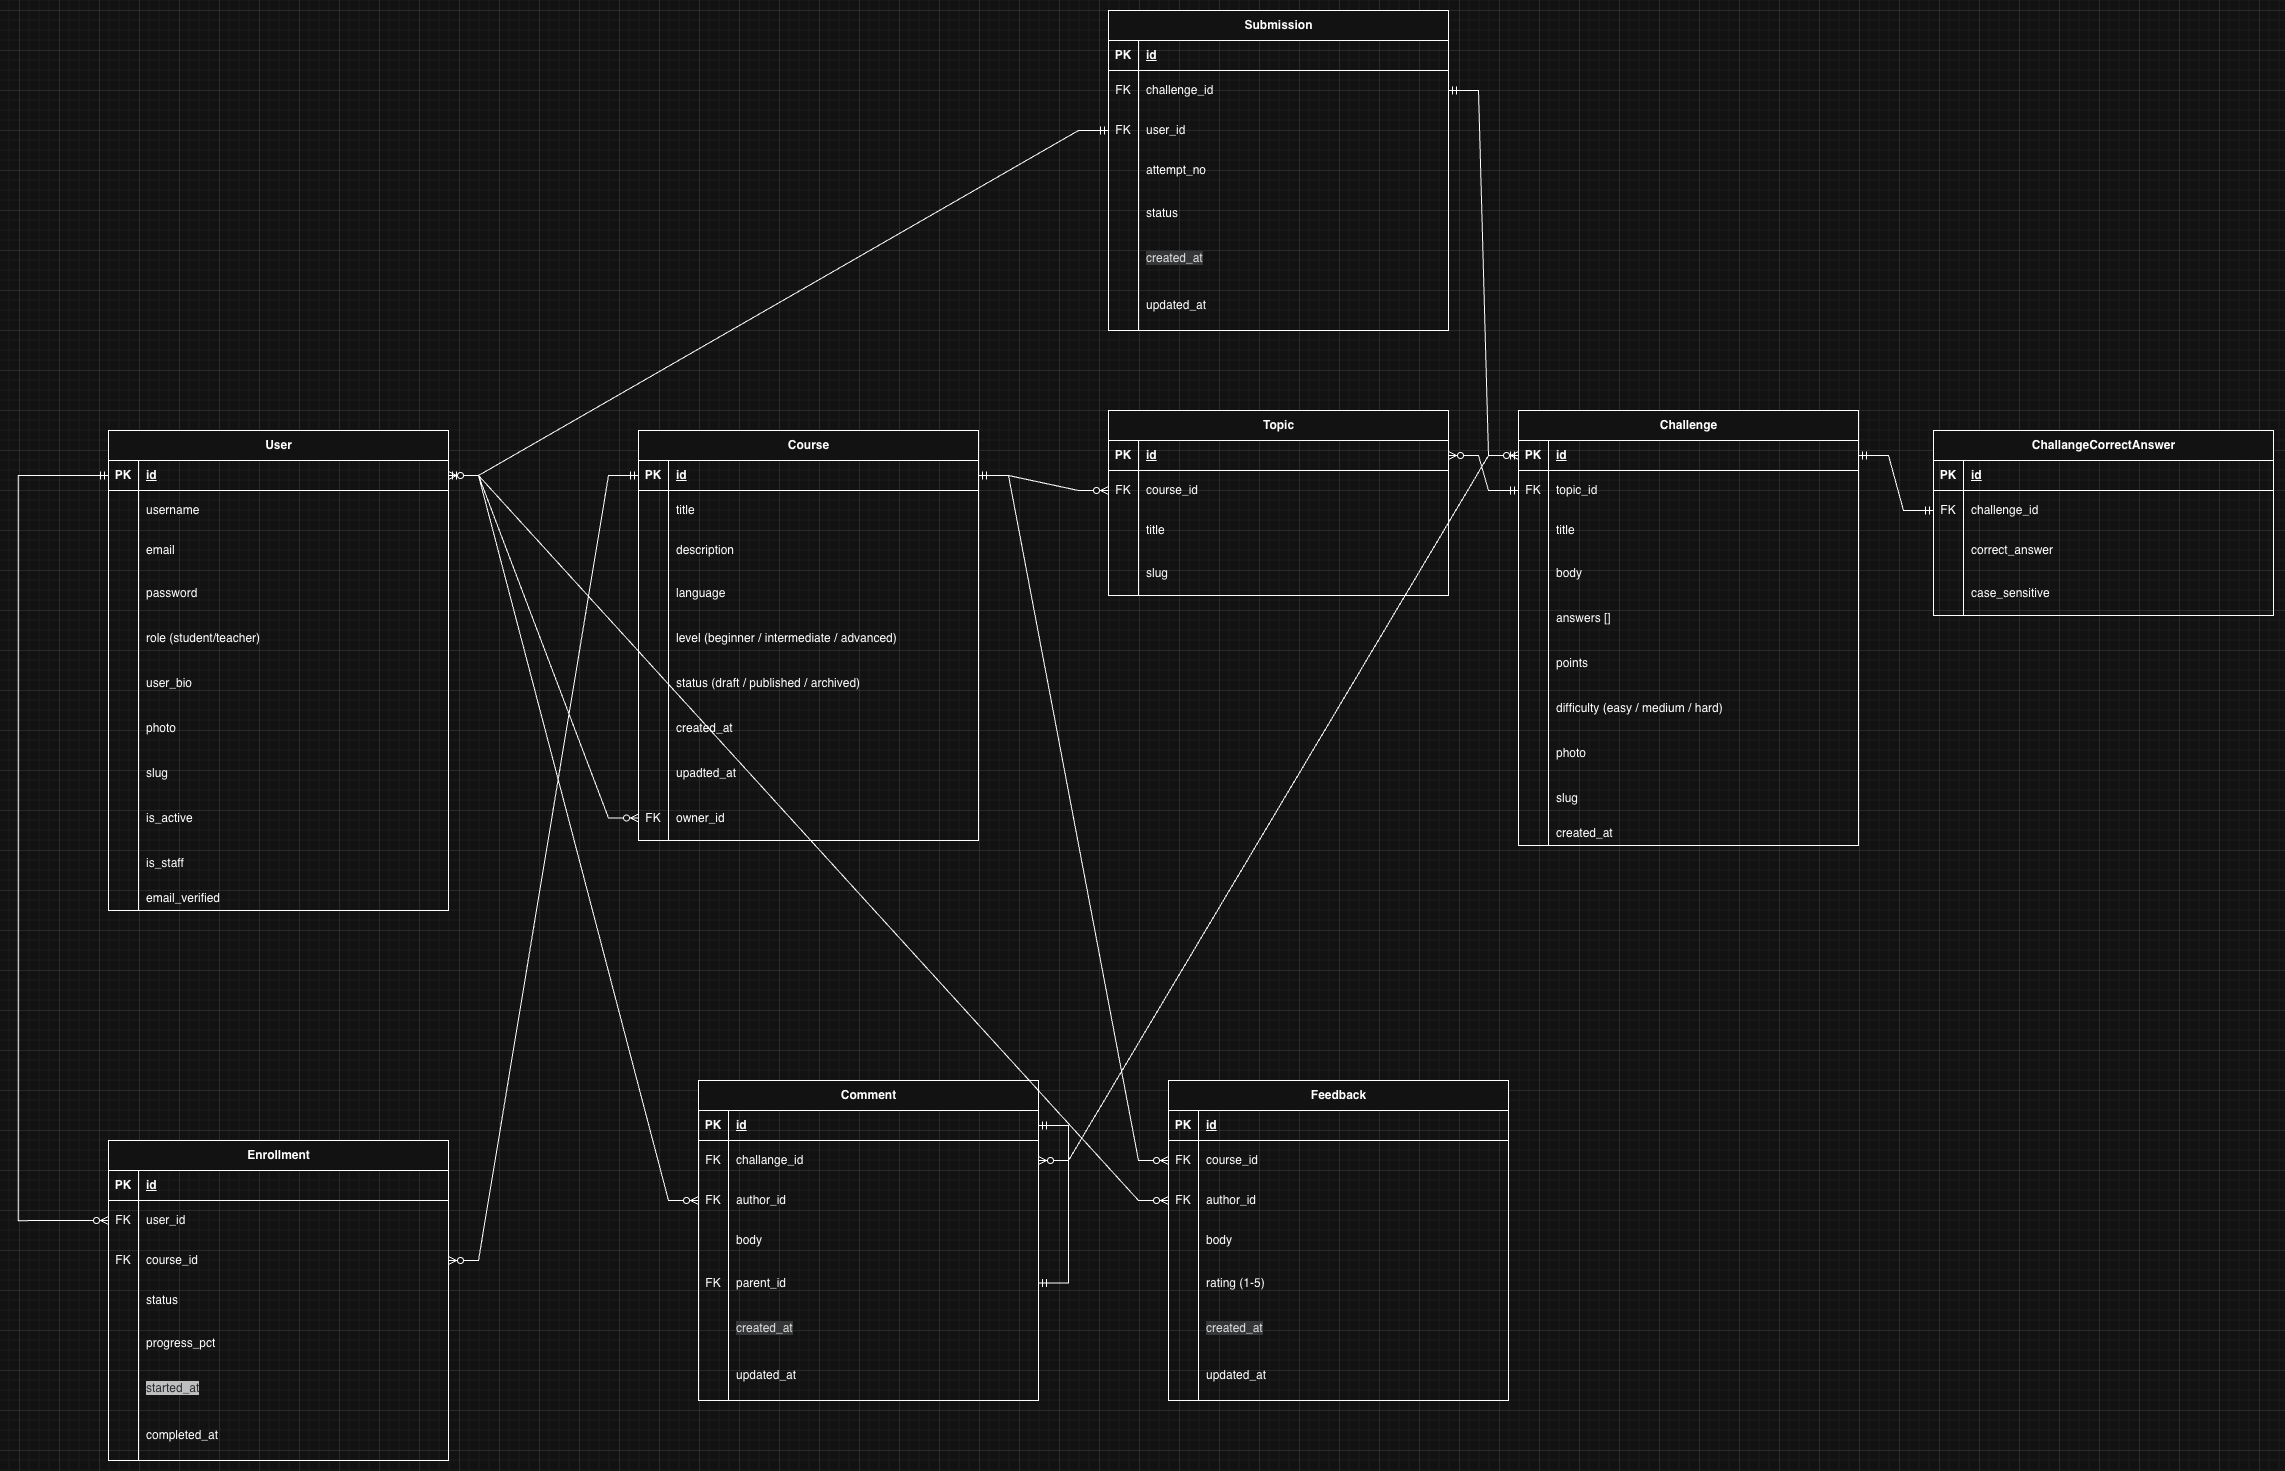 Submission
PK id
FK challenge_id
FK user_id
attempt_no
status
created_at
updated_at
User
PK id
username
email
password
role (student/teacher)
user_bio
photo
slug
is_active
is_staff
email_verified
Course
PK id
title
description
language
level (beginner / intermediate / advanced)
status (draft / published / archived)
created_at
upadted_at
FK owner_id
Topic
PK id
FK course_id
title
slug
Challenge
PK id
FK topic_id
title
body
answers []
points
difficulty (easy / medium / hard)
photo
slug
created_at
ChallangeCorrectAnswer
PK id
FK challenge_id
correct_answer
case_sensitive
Enrollment
PK id
FK user_id
FK course_id
status
progress_pct
started_at
completed_at
Comment
PK id
FK challange_id
FK author_id
body
FK parent_id
created_at
updated_at
Feedback
PK id
FK course_id
FK author_id
body
rating (1-5)
created_at
updated_at